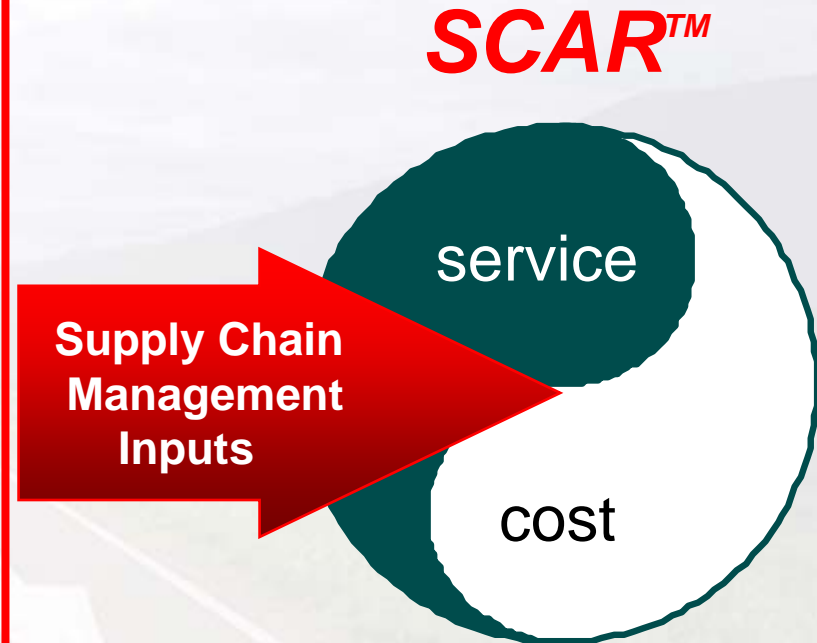 SCAR™
service
Supply Chain
Management
Inputs
cost